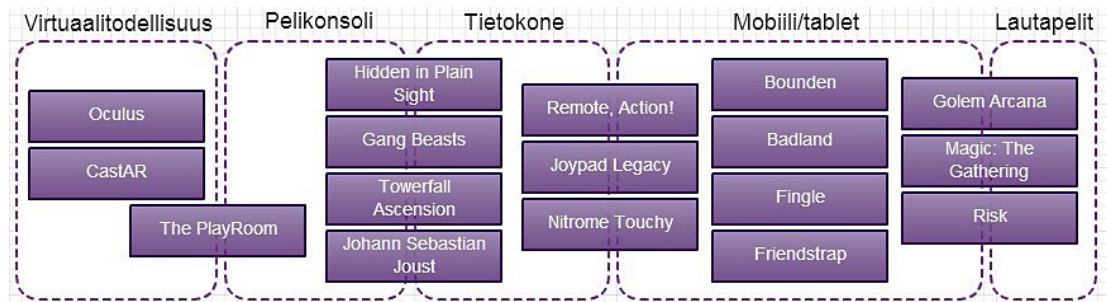 Virtuaalitodellisuus
Pelikonsoli
Tietokone
Mobiili/tablet
Lautapelit
Oculus
CastAR
The PlayRoom
Hidden in Plain
Sight
Gang Beasts
Towerfall
Ascension
Johann Sebastian
Joust
Remote, Action!
Joypad Legacy
Nitrome Touchy
Bounden
Badland
Fingle
Friendstrap
Golem Arcana
Magic: The
Gathering
Risk